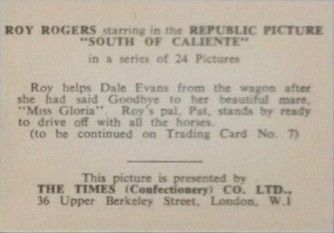 ROY ROGERS starring in the REPUBLIC PICTURE
"SOUTH OF CALIENTE"
in a series of 24 Pictures
Roy helps Dale Evans from the wagon after
she had said Goodbye to her beautiful mare,
"Miss Gloria". Roy's pal, Pat, stands by ready
to drive off with all the horses.
(to be continued on Trading Card No. 7)
This picture is presented by
THE TIMES (Confectionery) CO. LTD.,
36 Upper Berkeley Street, London, W.1